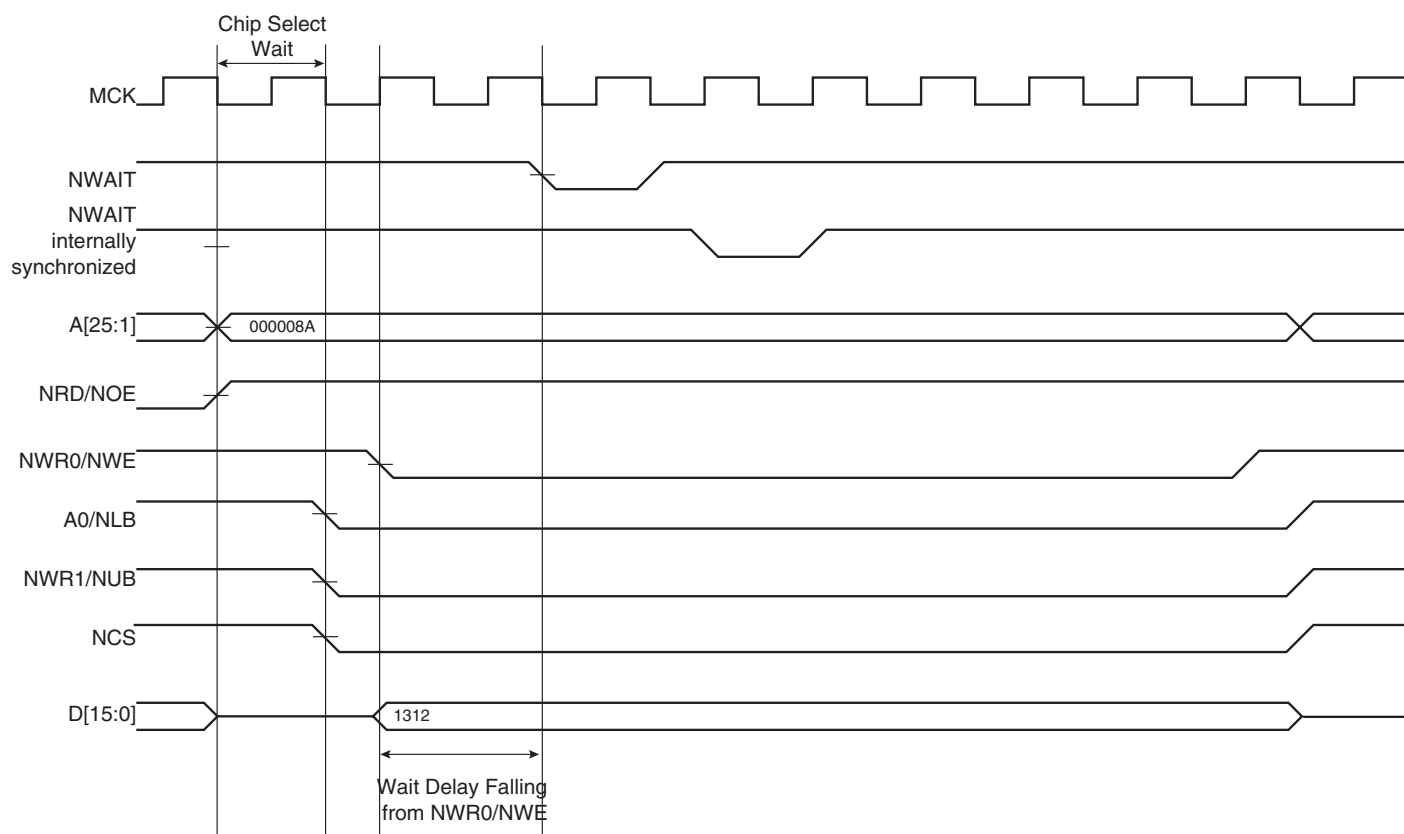 Chip Select
Wait
MCK
NWAIT
NWAIT
internally
synchronized
A[25:1]
000008A
NRD/NOE
NWR0/NWE
A0/NLB
NWR1/NUB
NCS
D[15:0]
1312
Wait Delay Falling
from NWR0/NWE